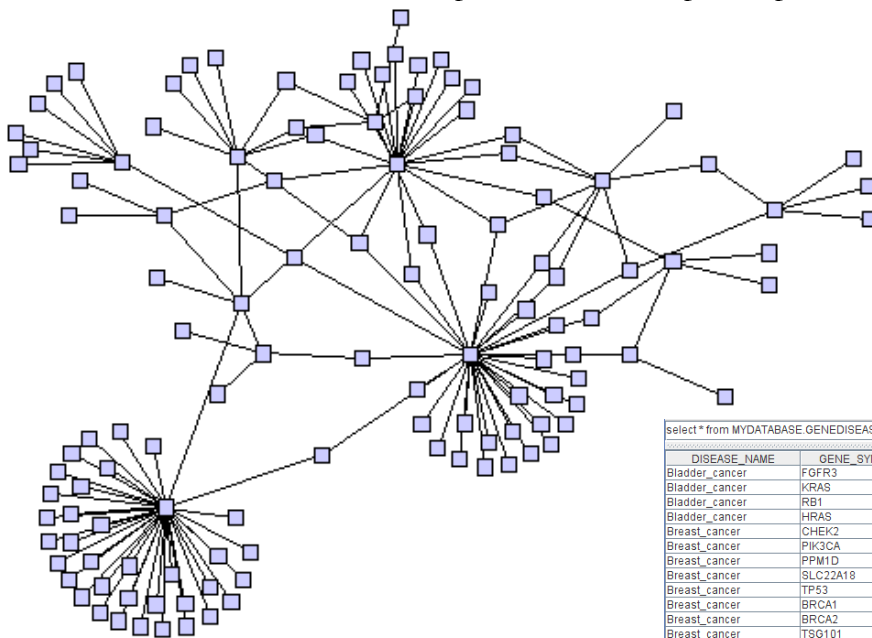 select * from MYDATABASE.GENEDISEAS
DISEASE_NAME GENE_SY
Bladder_cancer FGFR3
Bladder_cancer KRAS
Bladder_cancer RB1
Bladder_cancer HRAS
Breast_cancer CHEK2
Breast_cancer PIK3CA
Breast_cancer PPM1D
Breast_cancer SLC22A18
Breast_cancer TP53
Breast_cancer BRCA1
Breast_cancer BRCA2
Breast_cancer TSG101